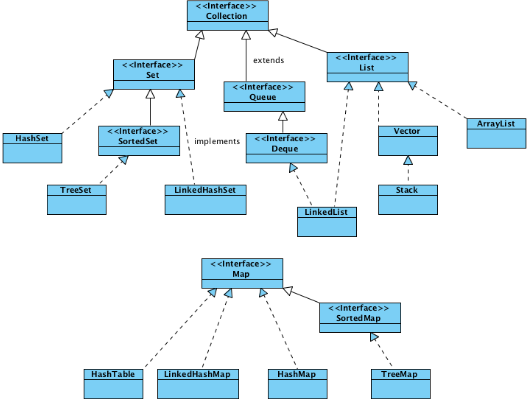 <<Interface>>
Collection
extends
<<Interface>>
Set
<<Interface>>
List
<<Interface>>
Queue
HashSet
<<Interface>>
SortedSet
implements
<<Interface>>
Deque
Vector
ArrayList
TreeSet
LinkedHashSet
LinkedList
Stack
<<Interface>>
Map
<<Interface>>
SortedMap
HashTable
LinkedHashMap
HashMap
TreeMap